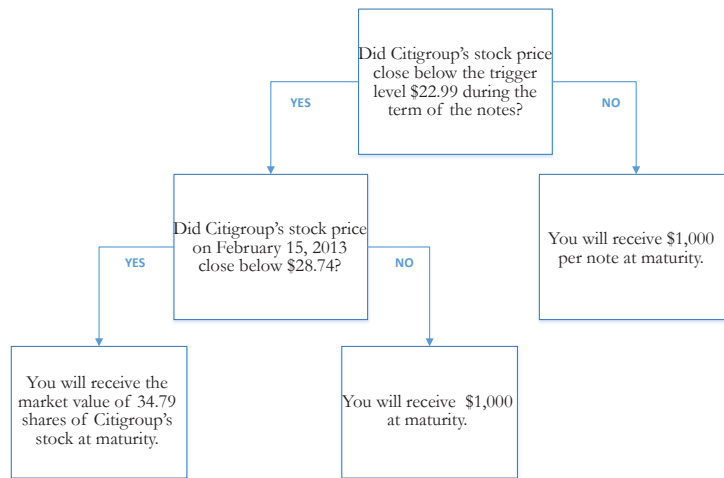 Did Citigroup's stock price
close below the trigger
level $22.99 during the
term of the notes?
YES
NO
Did Citigroup's stock price
on February 15, 2013
close below $28.74?
You will receive $1,000
per note at maturity.
YES
NO
You will receive the
market value of 34.79
shares of Citigroup's
stock at maturity.
You will receive $1,000
at maturity.